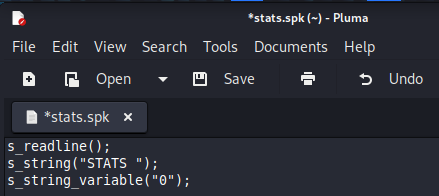 *stats.spk (~) - Pluma
File Edit View Search Tools Documents Help
Open Save Undo
*stats.spk ×
s_readline();
s_string("STATS ");
s_string_variable("0");